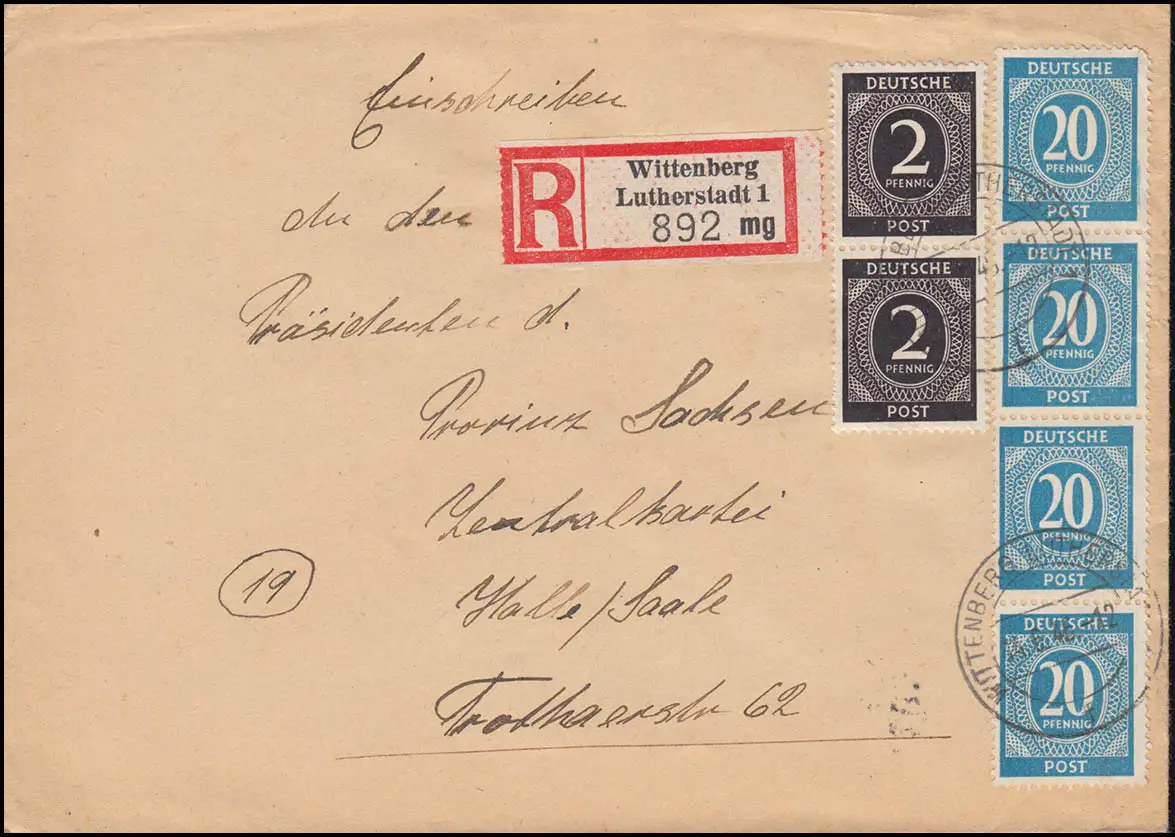 Einschreiben
An den
Präsidenten d.
Provinz Sachsen
Zentralkartei
Halle/Saale
Trothaerstr 62
19
R
Wittenberg
Lutherstadt 1
892 mg
DEUTSCHE
2
PFENNIG
POST
DEUTSCHE
2
PFENNIG
POST
DEUTSCHE
20
PFENNIG
POST
DEUTSCHE
20
PFENNIG
POST
DEUTSCHE
20
PFENNIG
POST
DEUTSCHE
20
PFENNIG
POST